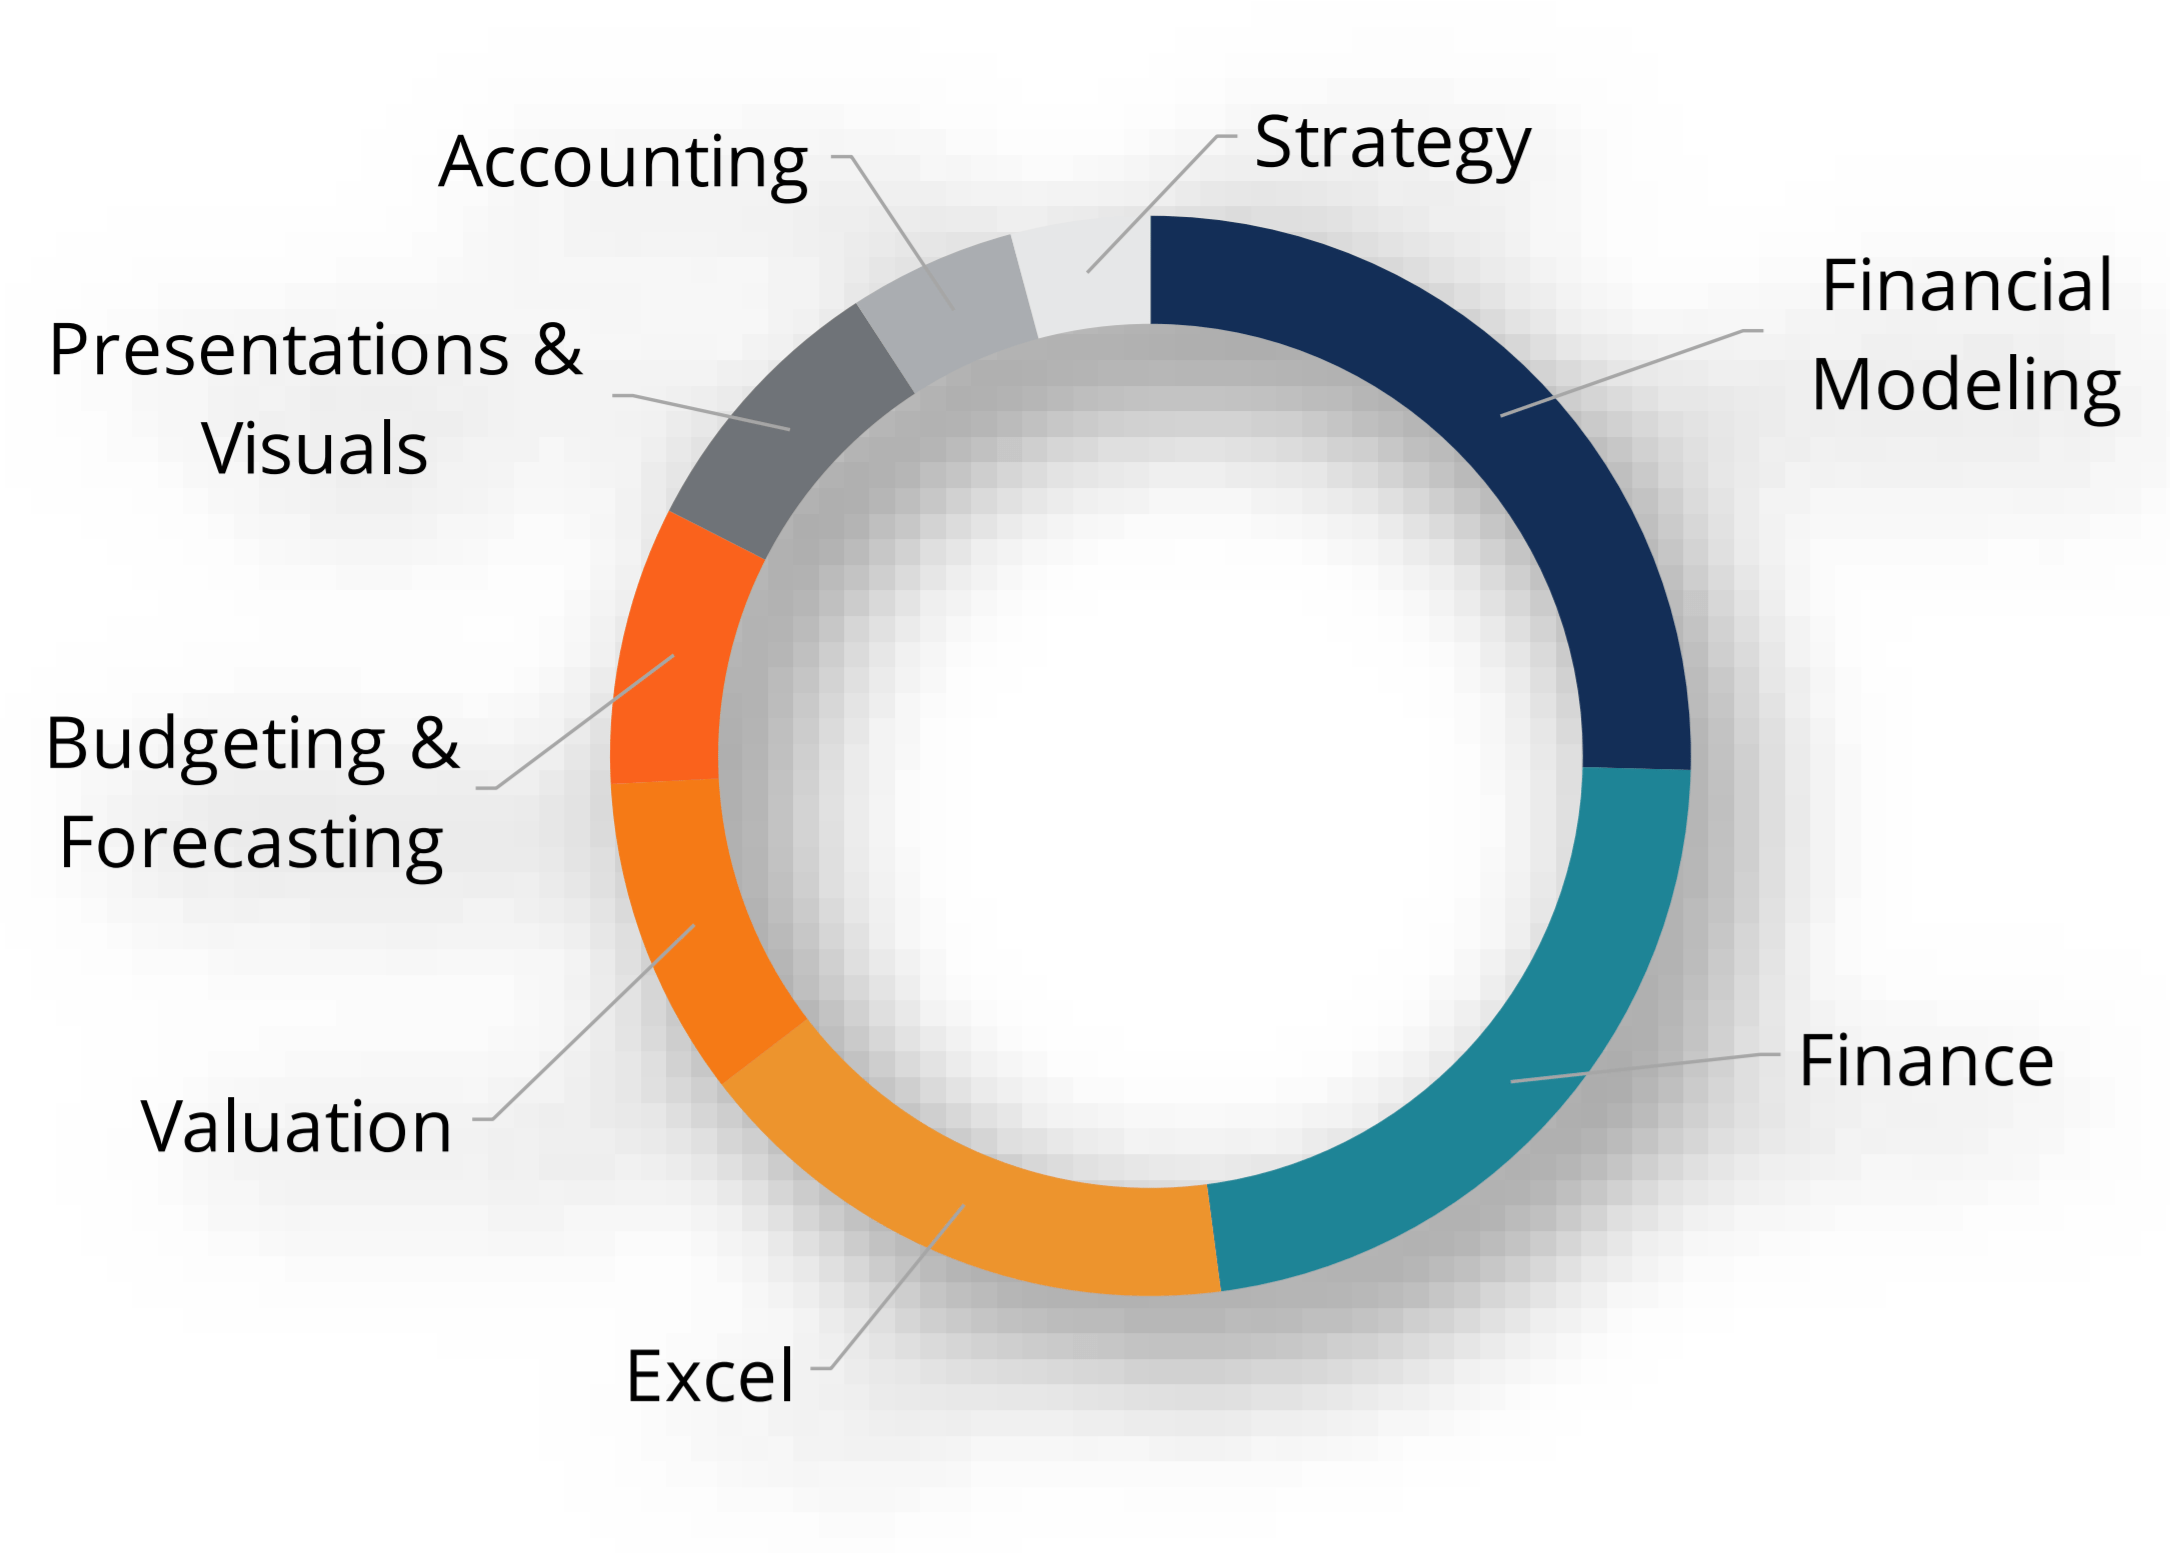 Strategy
Accounting
Financial
Modeling
Presentations &
Visuals
Budgeting &
Forecasting
Finance
Valuation
Excel